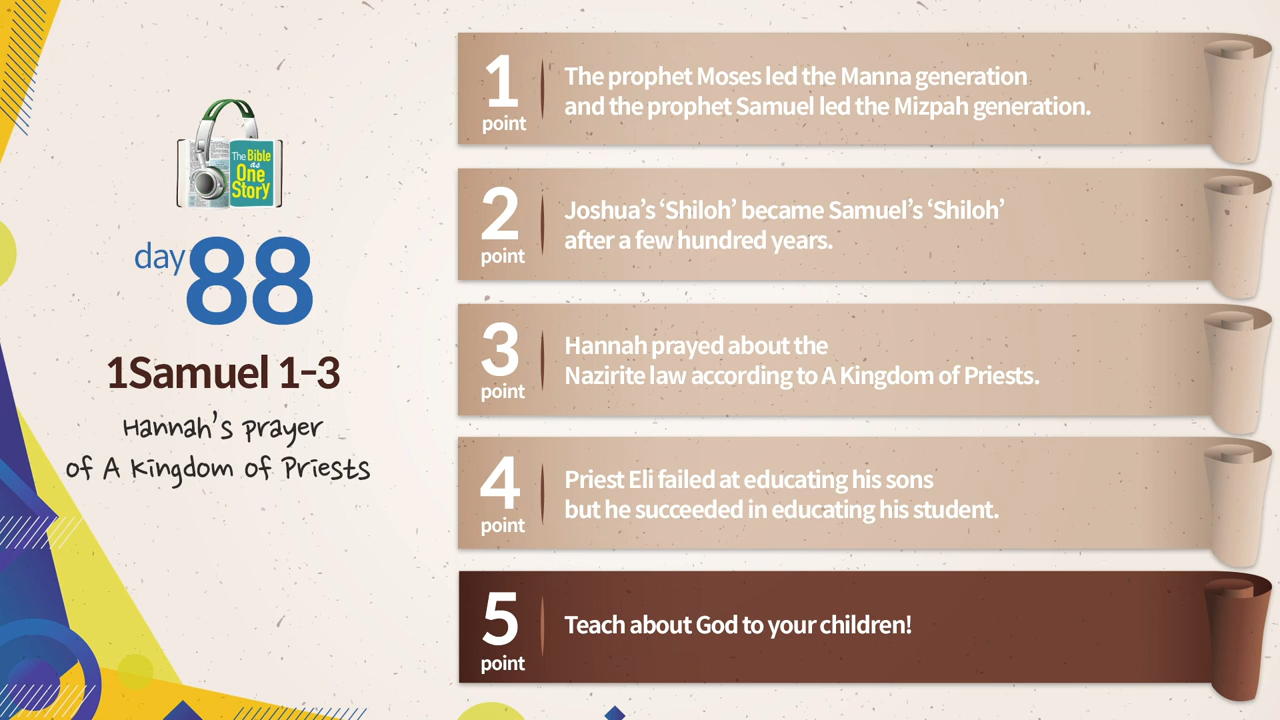 The Bible
as
One
Story
day 88
1Samuel 1-3
Hannah's prayer
of A Kingdom of Priests
1
point
The prophet Moses led the Manna generation
and the prophet Samuel led the Mizpah generation.
2
point
Joshua's ‘Shiloh’ became Samuel's ‘Shiloh’
after a few hundred years.
3
point
Hannah prayed about the
Nazirite law according to A Kingdom of Priests.
4
point
Priest Eli failed at educating his sons
but he succeeded in educating his student.
5
point
Teach about God to your children!